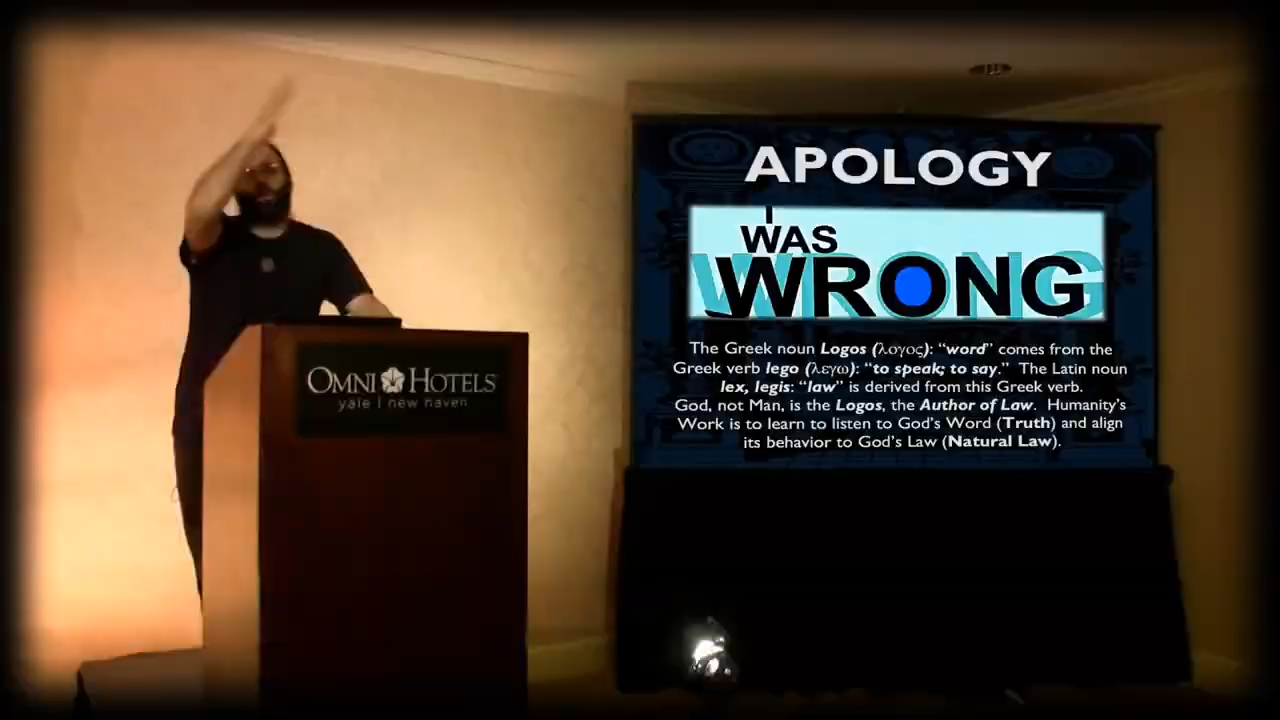 OMNI HOTELS
yale | new haven
APOLOGY
I
WAS
WRONG
The Greek noun Logos (λογος): “word” comes from the
Greek verb lego (λεγω): “to speak; to say.” The Latin noun
lex, legis: “law” is derived from this Greek verb.
God, not Man, is the Logos, the Author of Law. Humanity’s
Work is to learn to listen to God’s Word (Truth) and align
its behavior to God’s Law (Natural Law).